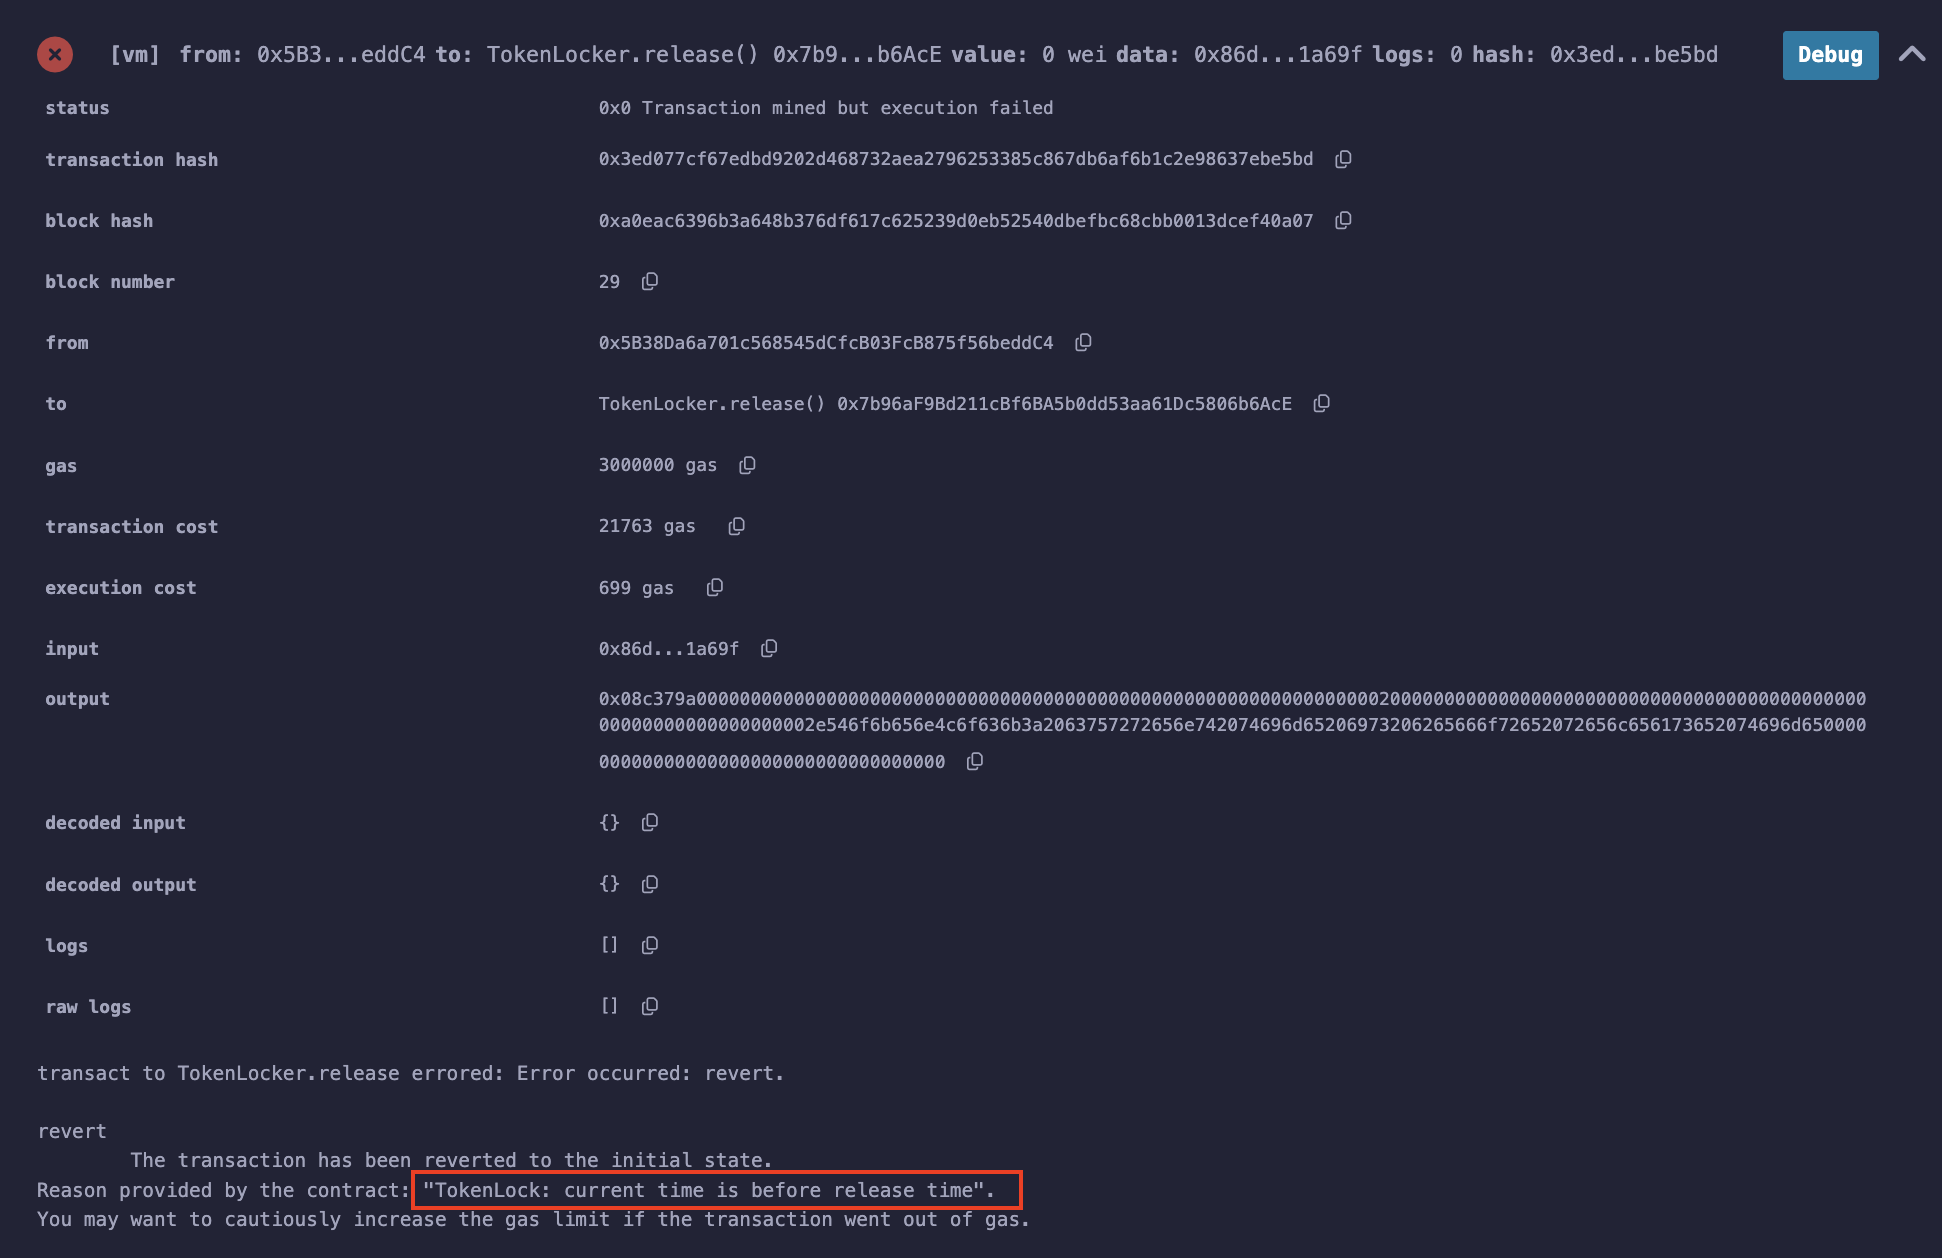 [vm] from: 0x5B3...eddC4 to: TokenLocker.release() 0x7b9...b6AcE value: 0 wei data: 0x86d...1a69f logs: 0 hash: 0x3ed...be5bd Debug
status 0x0 Transaction mined but execution failed
transaction hash 0x3ed077cf67edbd9202d468732aea2796253385c867db6af6b1c2e98637ebe5bd
block hash 0xa0eac6396b3a648b376df617c625239d0eb52540dbefbc68cbb0013dcef40a07
block number 29
from 0x5B38Da6a701c568545dCfcB03FcB875f56beddC4
to TokenLocker.release() 0x7b96aF9Bd211cBf6BA5b0dd53aa61Dc5806b6AcE
gas 3000000 gas
transaction cost 21763 gas
execution cost 699 gas
input 0x86d...1a69f
output 0x08c379a00000000000000000000000000000000000000000000000000000000000000020000000000000000000000000000000000000000000
0000000000000000000002e546f6b656e4c6f636b3a2063757272656e742074696d65206973206265666f72652072656c656173652074696d650000
00000000000000000000000000000000
decoded input {}
decoded output {}
logs []
raw logs []
transact to TokenLocker.release errored: Error occurred: revert.
revert
The transaction has been reverted to the initial state.
Reason provided by the contract: "TokenLock: current time is before release time".
You may want to cautiously increase the gas limit if the transaction went out of gas.